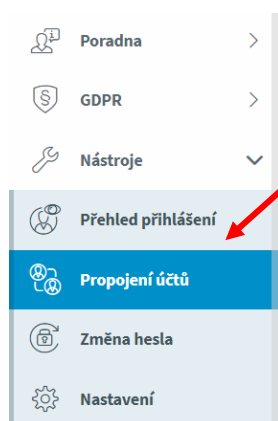 Poradna
GDPR
Nástroje
Přehled přihlášení
Propojení účtů
Změna hesla
Nastavení